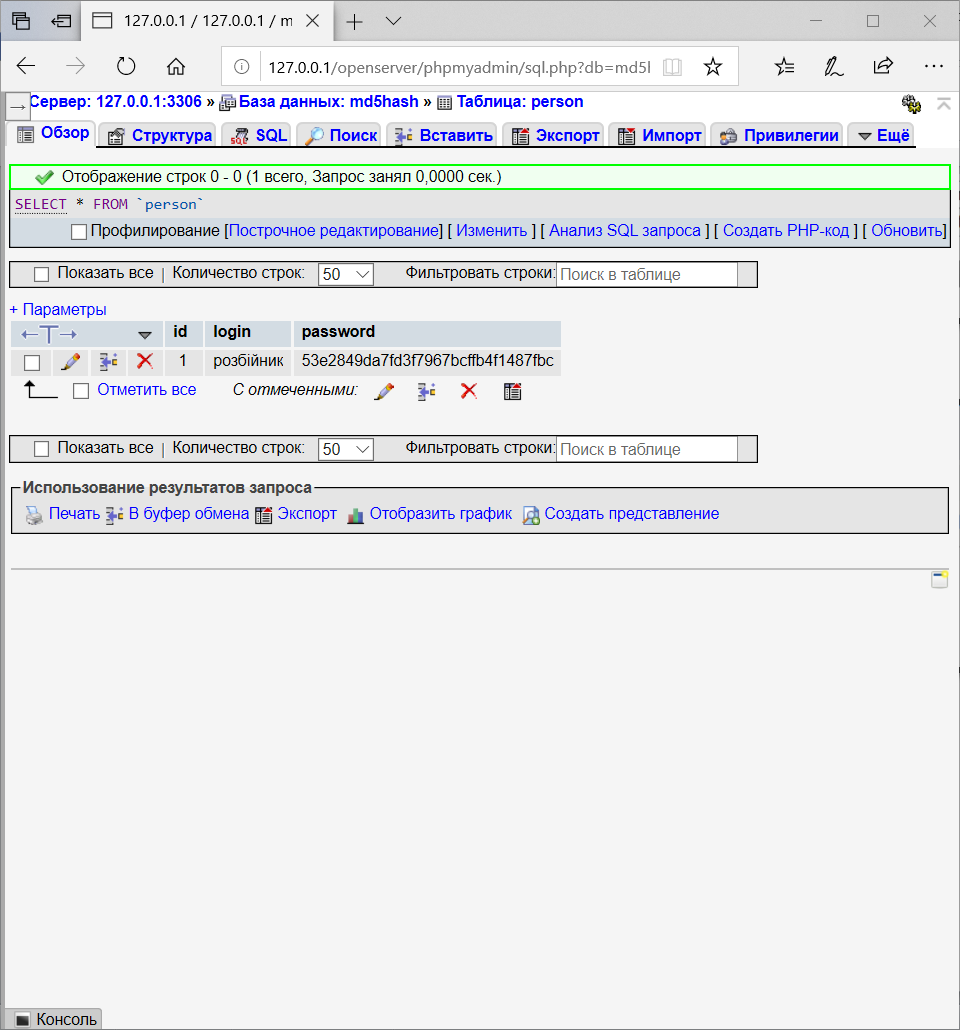 127.0.0.1 / 127.0.0.1 / m
127.0.0.1/openserver/phpmyadmin/sql.php?db=md5l
Сервер: 127.0.0.1:3306 » База данных: md5hash » Таблица: person
Обзор Структура SQL Поиск Вставить Экспорт Импорт Привилегии Ещё
Отображение строк 0 - 0 (1 всего, Запрос занял 0,0000 сек.)
SELECT * FROM `person`
Профилирование [Построчное редактирование] [ Изменить ] [ Анализ SQL запроса ] [ Создать PHP-код ] [ Обновить]
Показать все | Количество строк: 50 Фильтровать строки: Поиск в таблице
+ Параметры
←T→ id login password
1 розбійник 53e2849da7fd3f7967bcffb4f1487fbc
Отметить все С отмеченными:
Показать все | Количество строк: 50 Фильтровать строки: Поиск в таблице
Использование результатов запроса
Печать В буфер обмена Экспорт Отобразить график Создать представление
Консоль